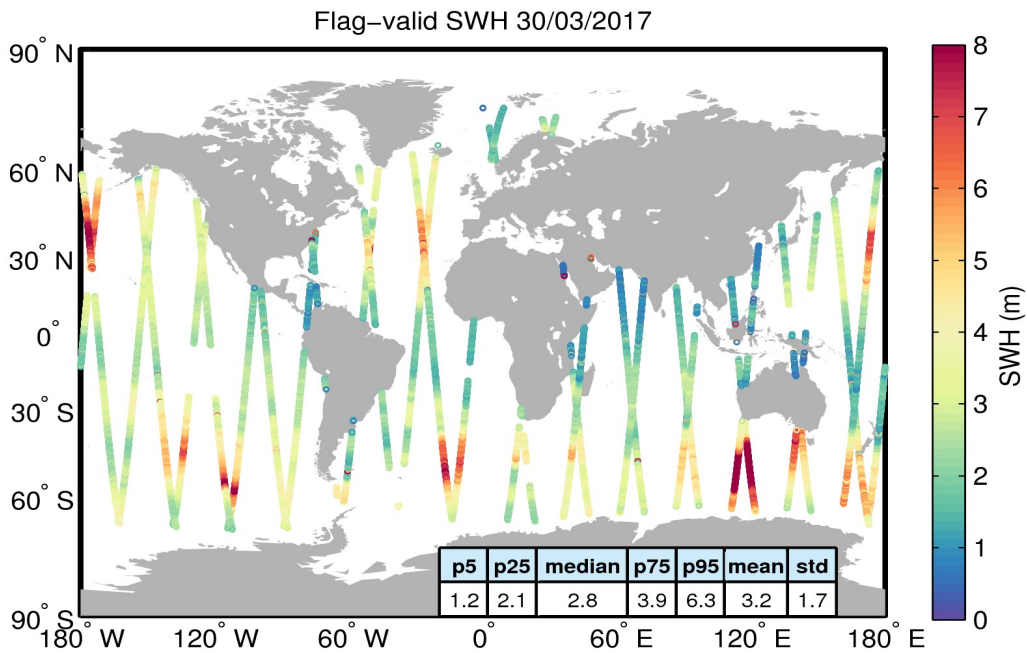 Flag−valid SWH 30/03/2017
90° N
60° N
30° N
0°
30° S
60° S
90° S
180° W
120° W
60° W
0°
60° E
120° E
180° E
p5 p25 median p75 p95 mean std
1.2 2.1 2.8 3.9 6.3 3.2 1.7
8
7
6
5
4
3
2
1
0
SWH (m)